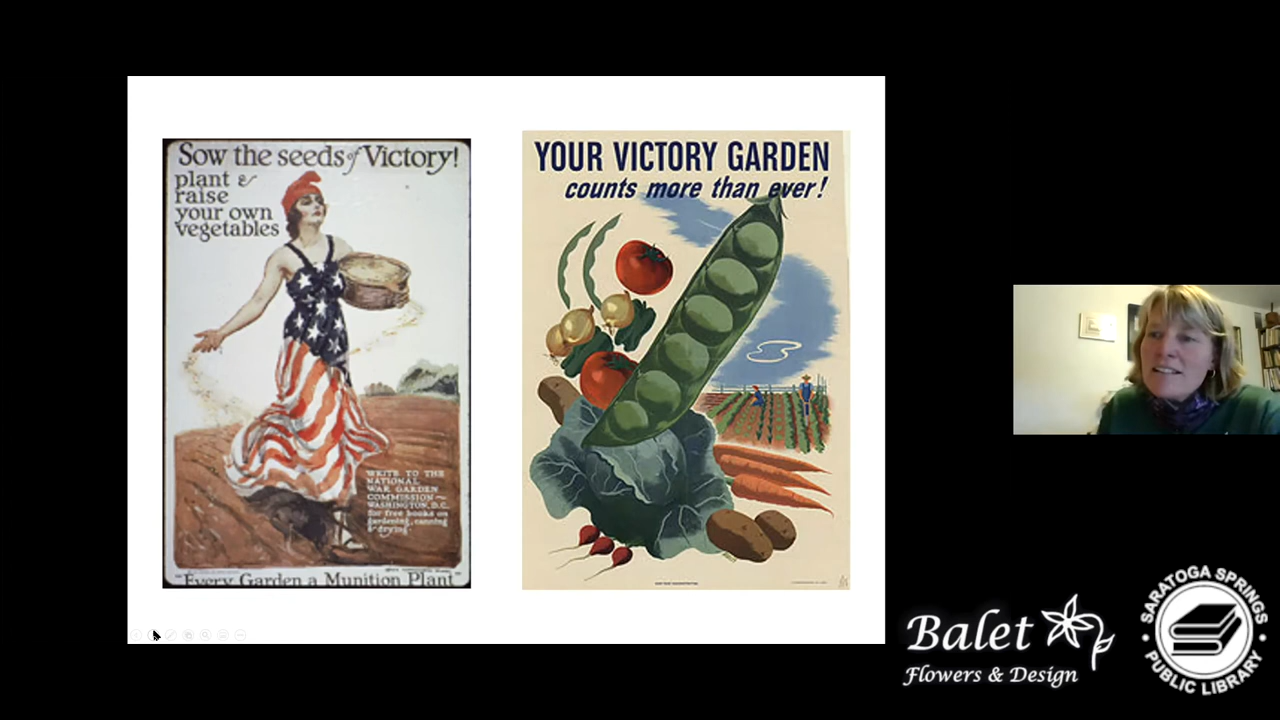 Sow the seeds of Victory!
plant &
raise
your own
vegetables
WRITE TO THE
NATIONAL
WAR GARDEN
COMMISSION~
WASHINGTON, D.C.
for free books on
gardening, canning
& drying.
"Every Garden a Munition Plant"
YOUR VICTORY GARDEN
counts more than ever!
Balet
Flowers & Design
SARATOGA SPRINGS
PUBLIC LIBRARY